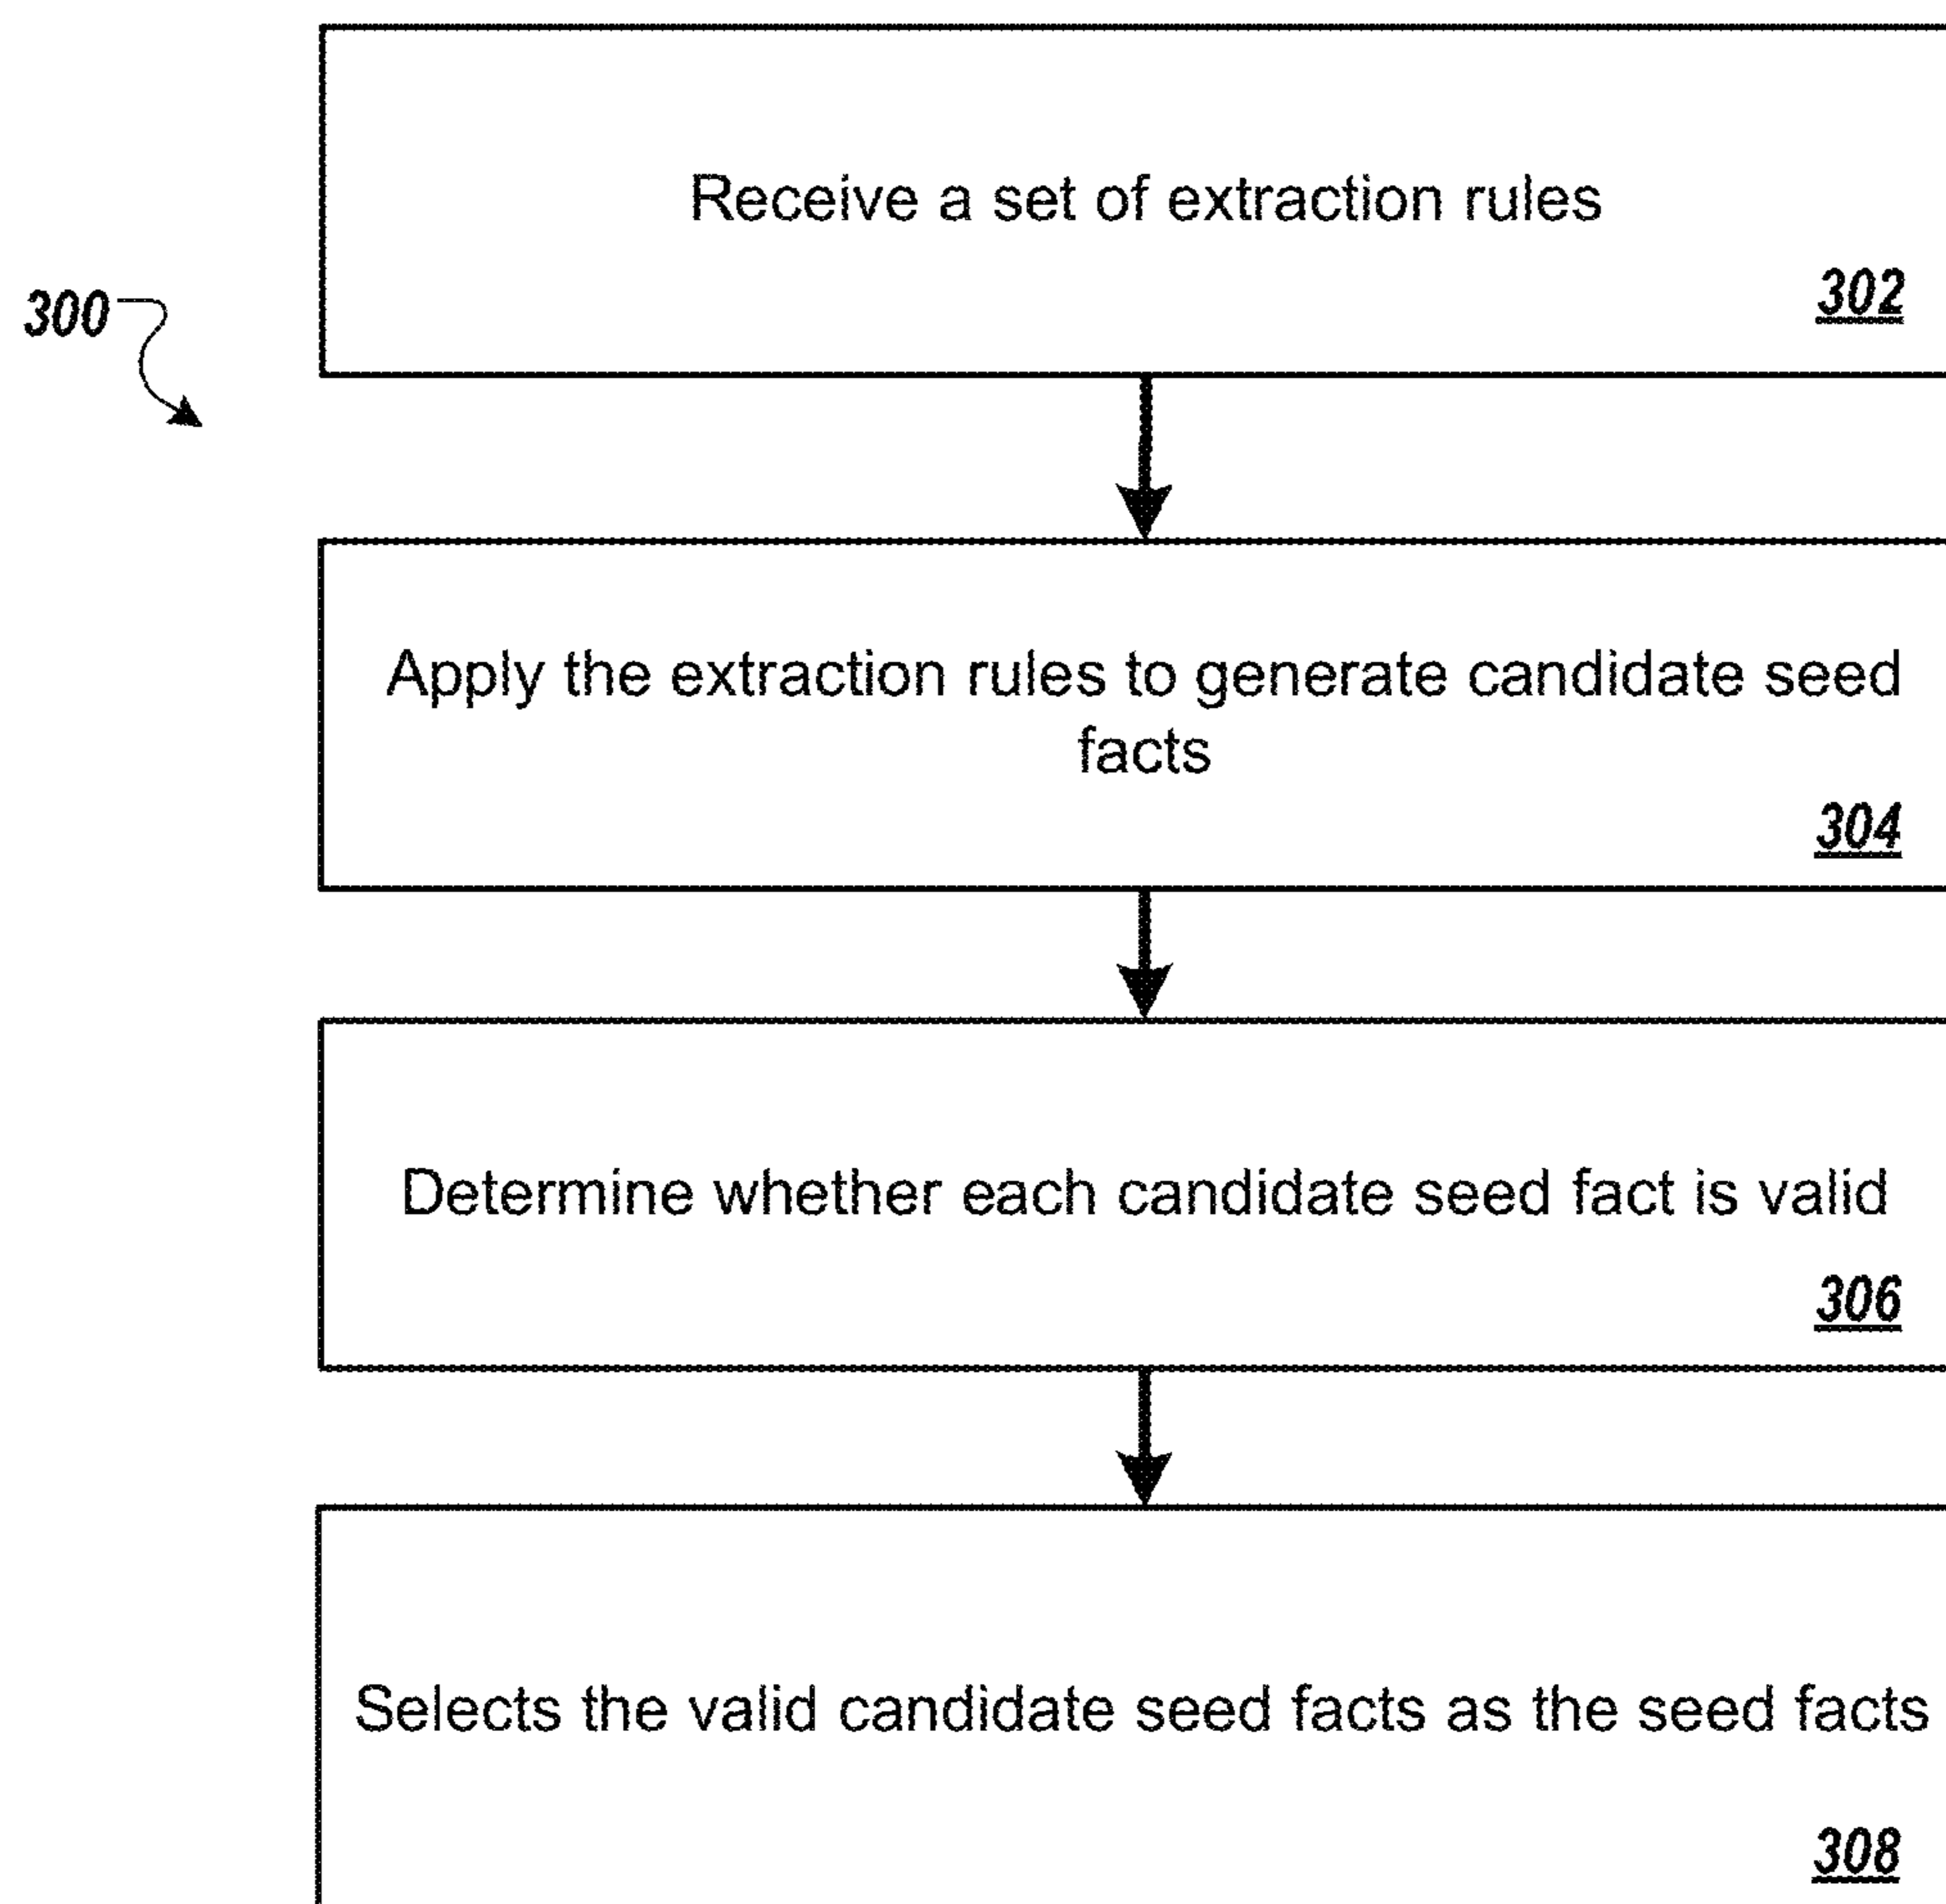 Receive a set of extraction rules
302
300
Apply the extraction rules to generate candidate seed
facts
304
Determine whether each candidate seed fact is valid
306
Selects the valid candidate seed facts as the seed facts
308